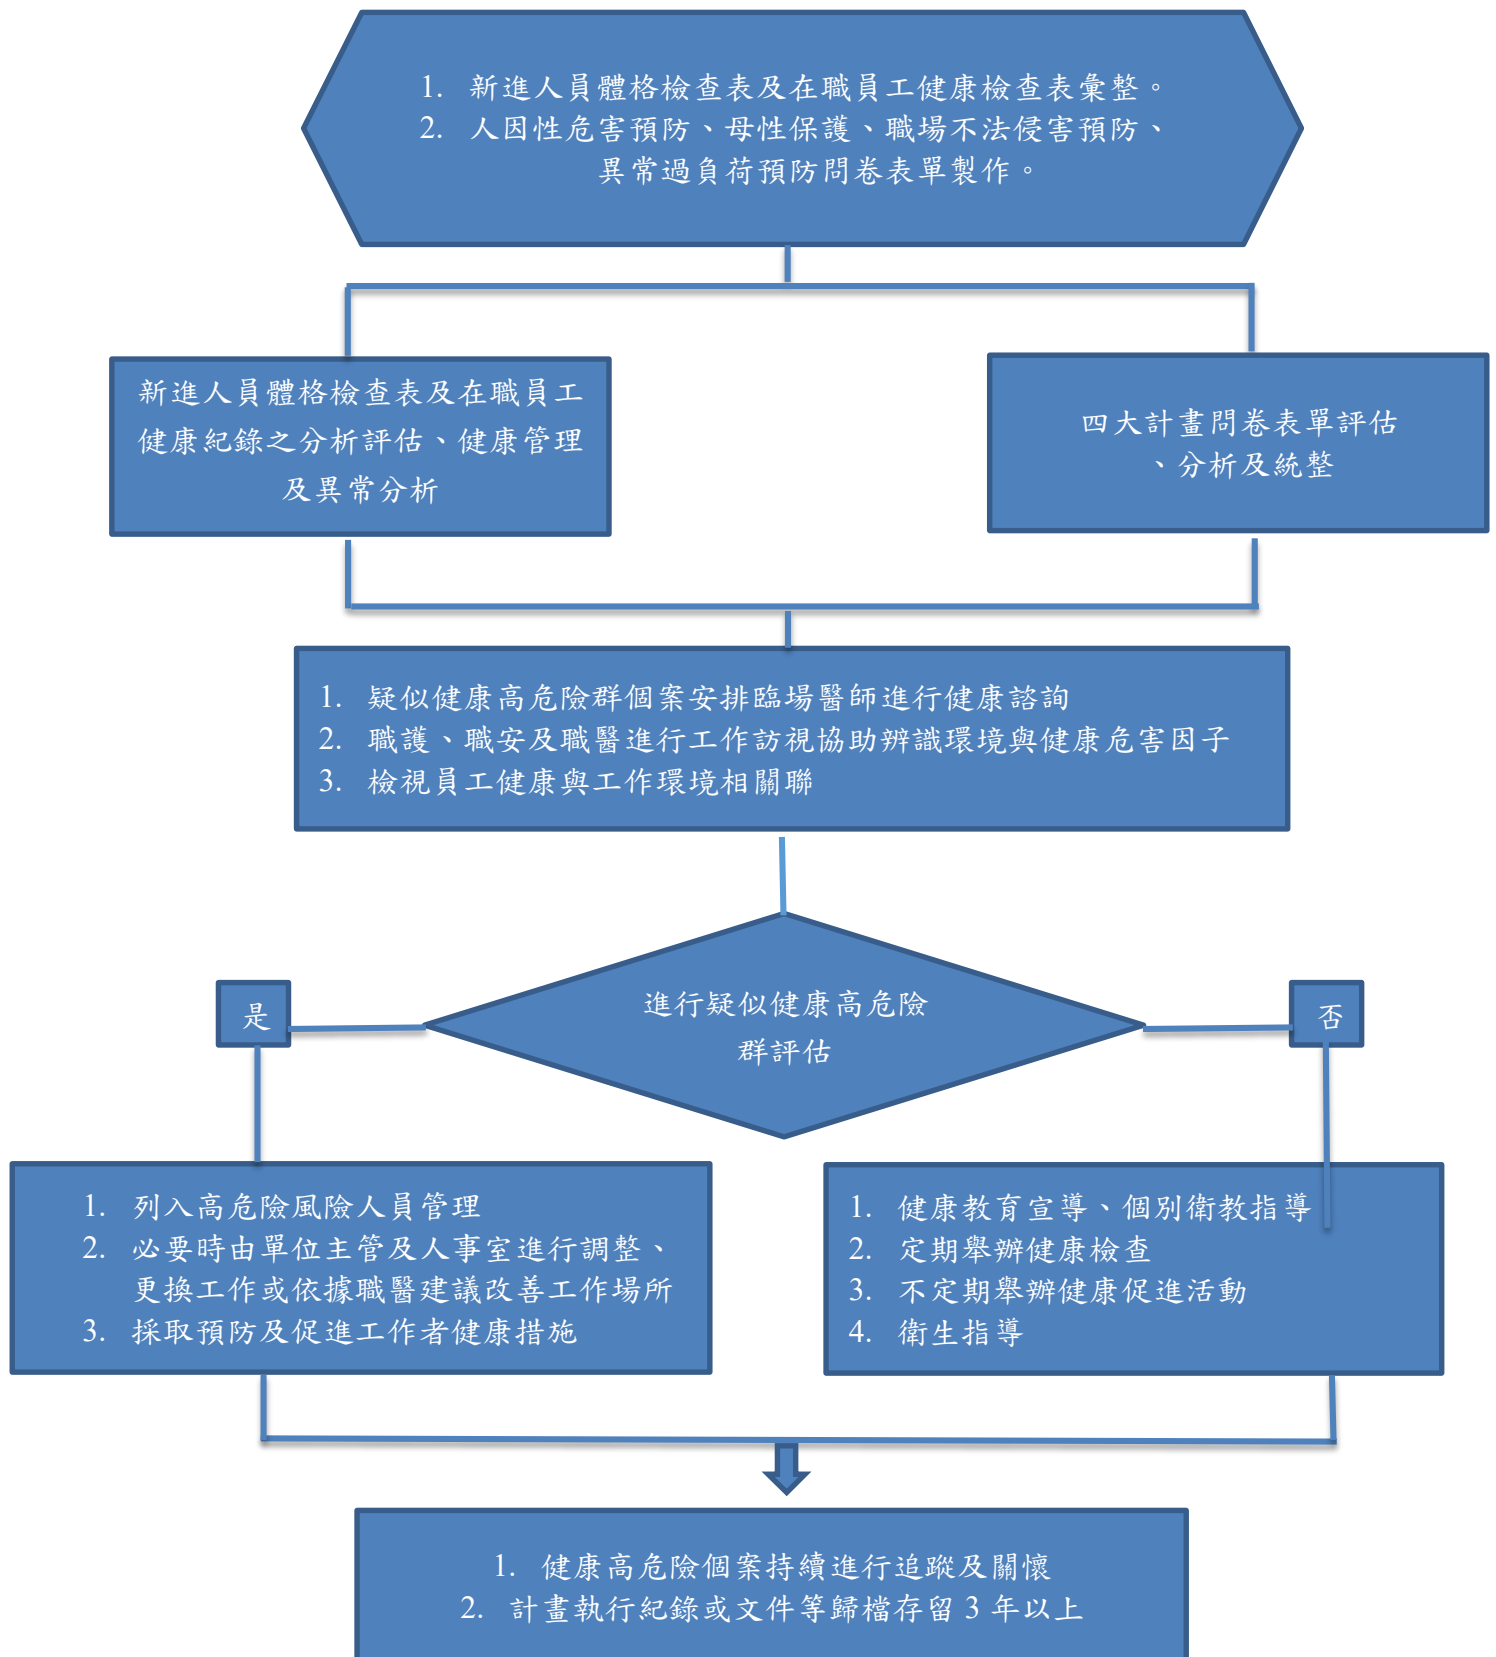 1. 新進人員體格檢查表及在職員工健康檢查表彙整。
2. 人因性危害預防、母性保護、職場不法侵害預防、
異常過負荷預防問卷表單製作。
新進人員體格檢查表及在職員工
健康紀錄之分析評估、健康管理
及異常分析
四大計畫問卷表單評估
、分析及統整
1. 疑似健康高危險群個案安排臨場醫師進行健康諮詢
2. 職護、職安及職醫進行工作訪視協助辨識環境與健康危害因子
3. 檢視員工健康與工作環境相關聯
進行疑似健康高危險
群評估
是
否
1. 列入高危險風險人員管理
2. 必要時由單位主管及人事室進行調整、
更換工作或依據職醫建議改善工作場所
3. 採取預防及促進工作者健康措施
1. 健康教育宣導、個別衛教指導
2. 定期舉辦健康檢查
3. 不定期舉辦健康促進活動
4. 衛生指導
1. 健康高危險個案持續進行追蹤及關懷
2. 計畫執行紀錄或文件等歸檔存留 3 年以上